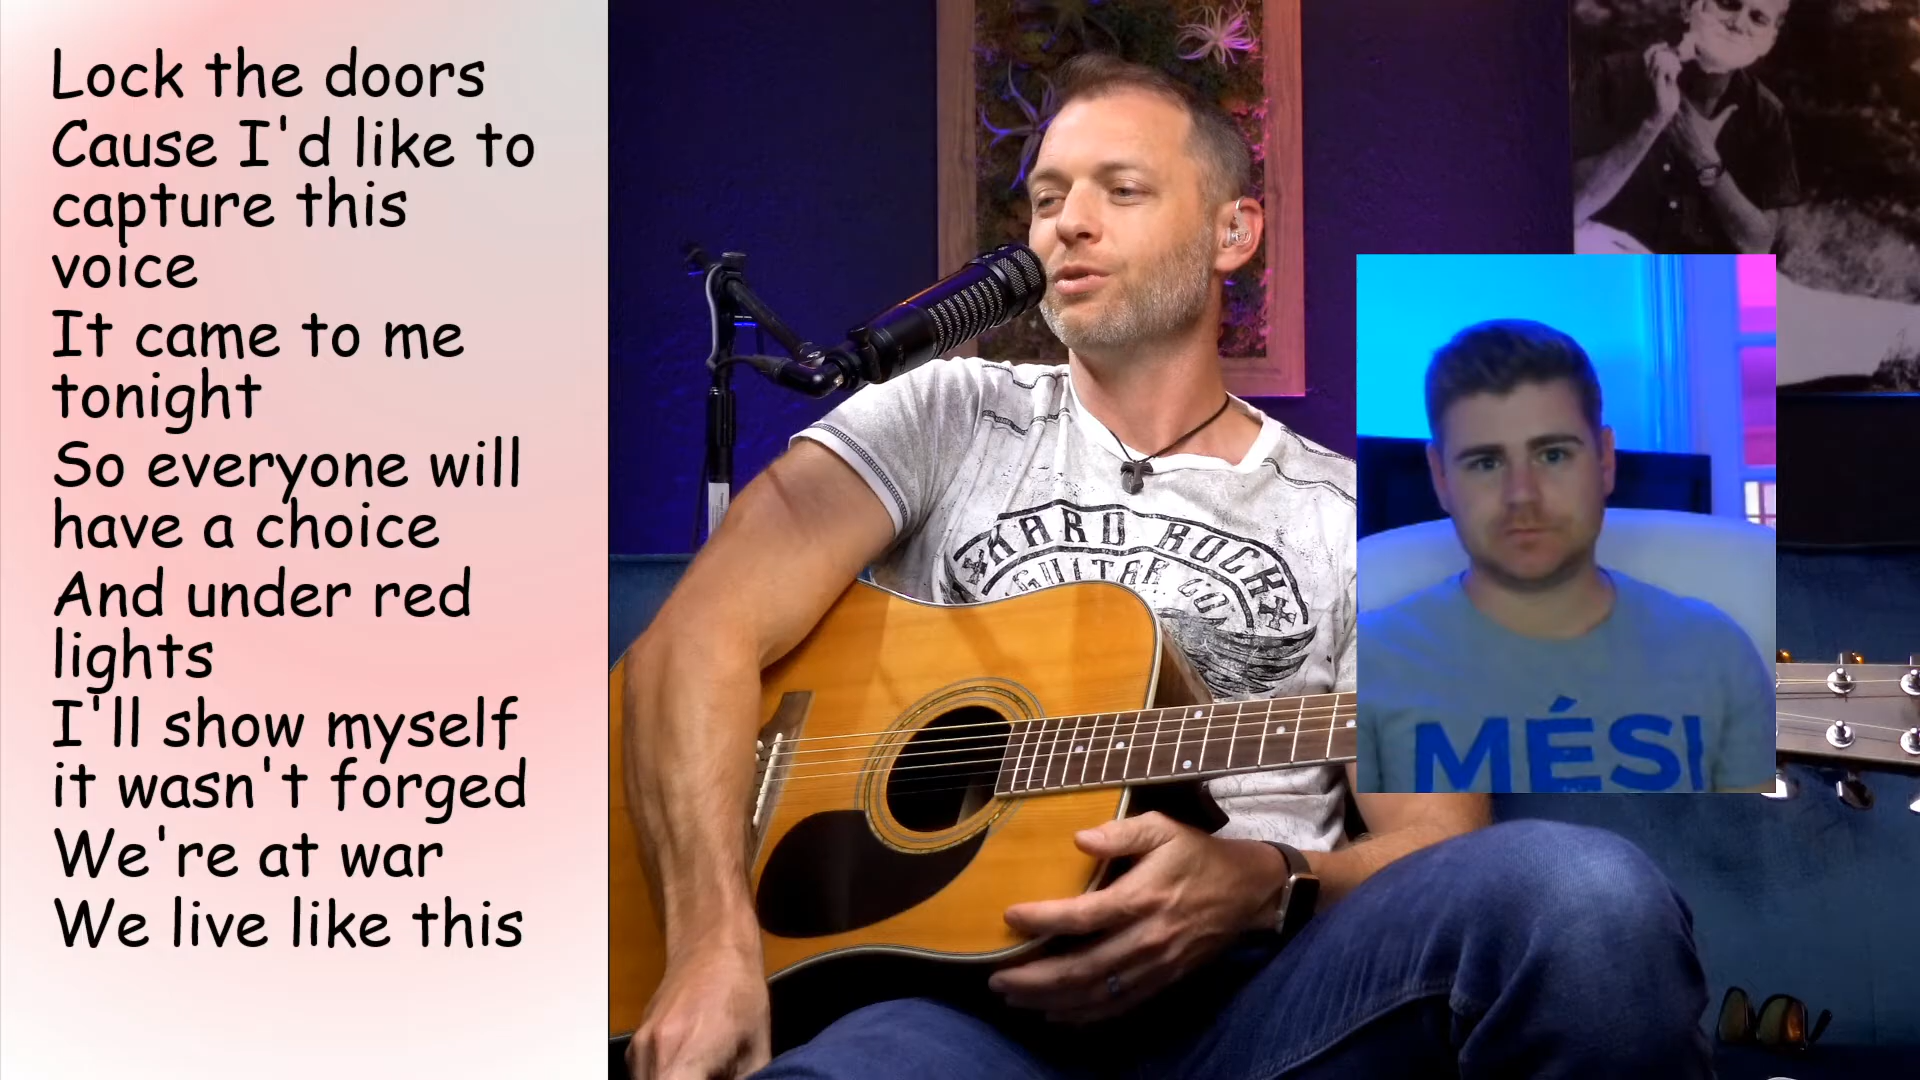 Lock the doors
Cause I'd like to
capture this
voice
It came to me
tonight
So everyone will
have a choice
And under red
lights
I'll show myself
it wasn't forged
We're at war
We live like this
HARD ROCK
GUITAR CO
MÉSI